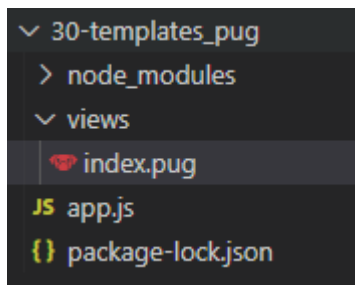 30-templates_pug
node_modules
views
index.pug
JS app.js
{} package-lock.json